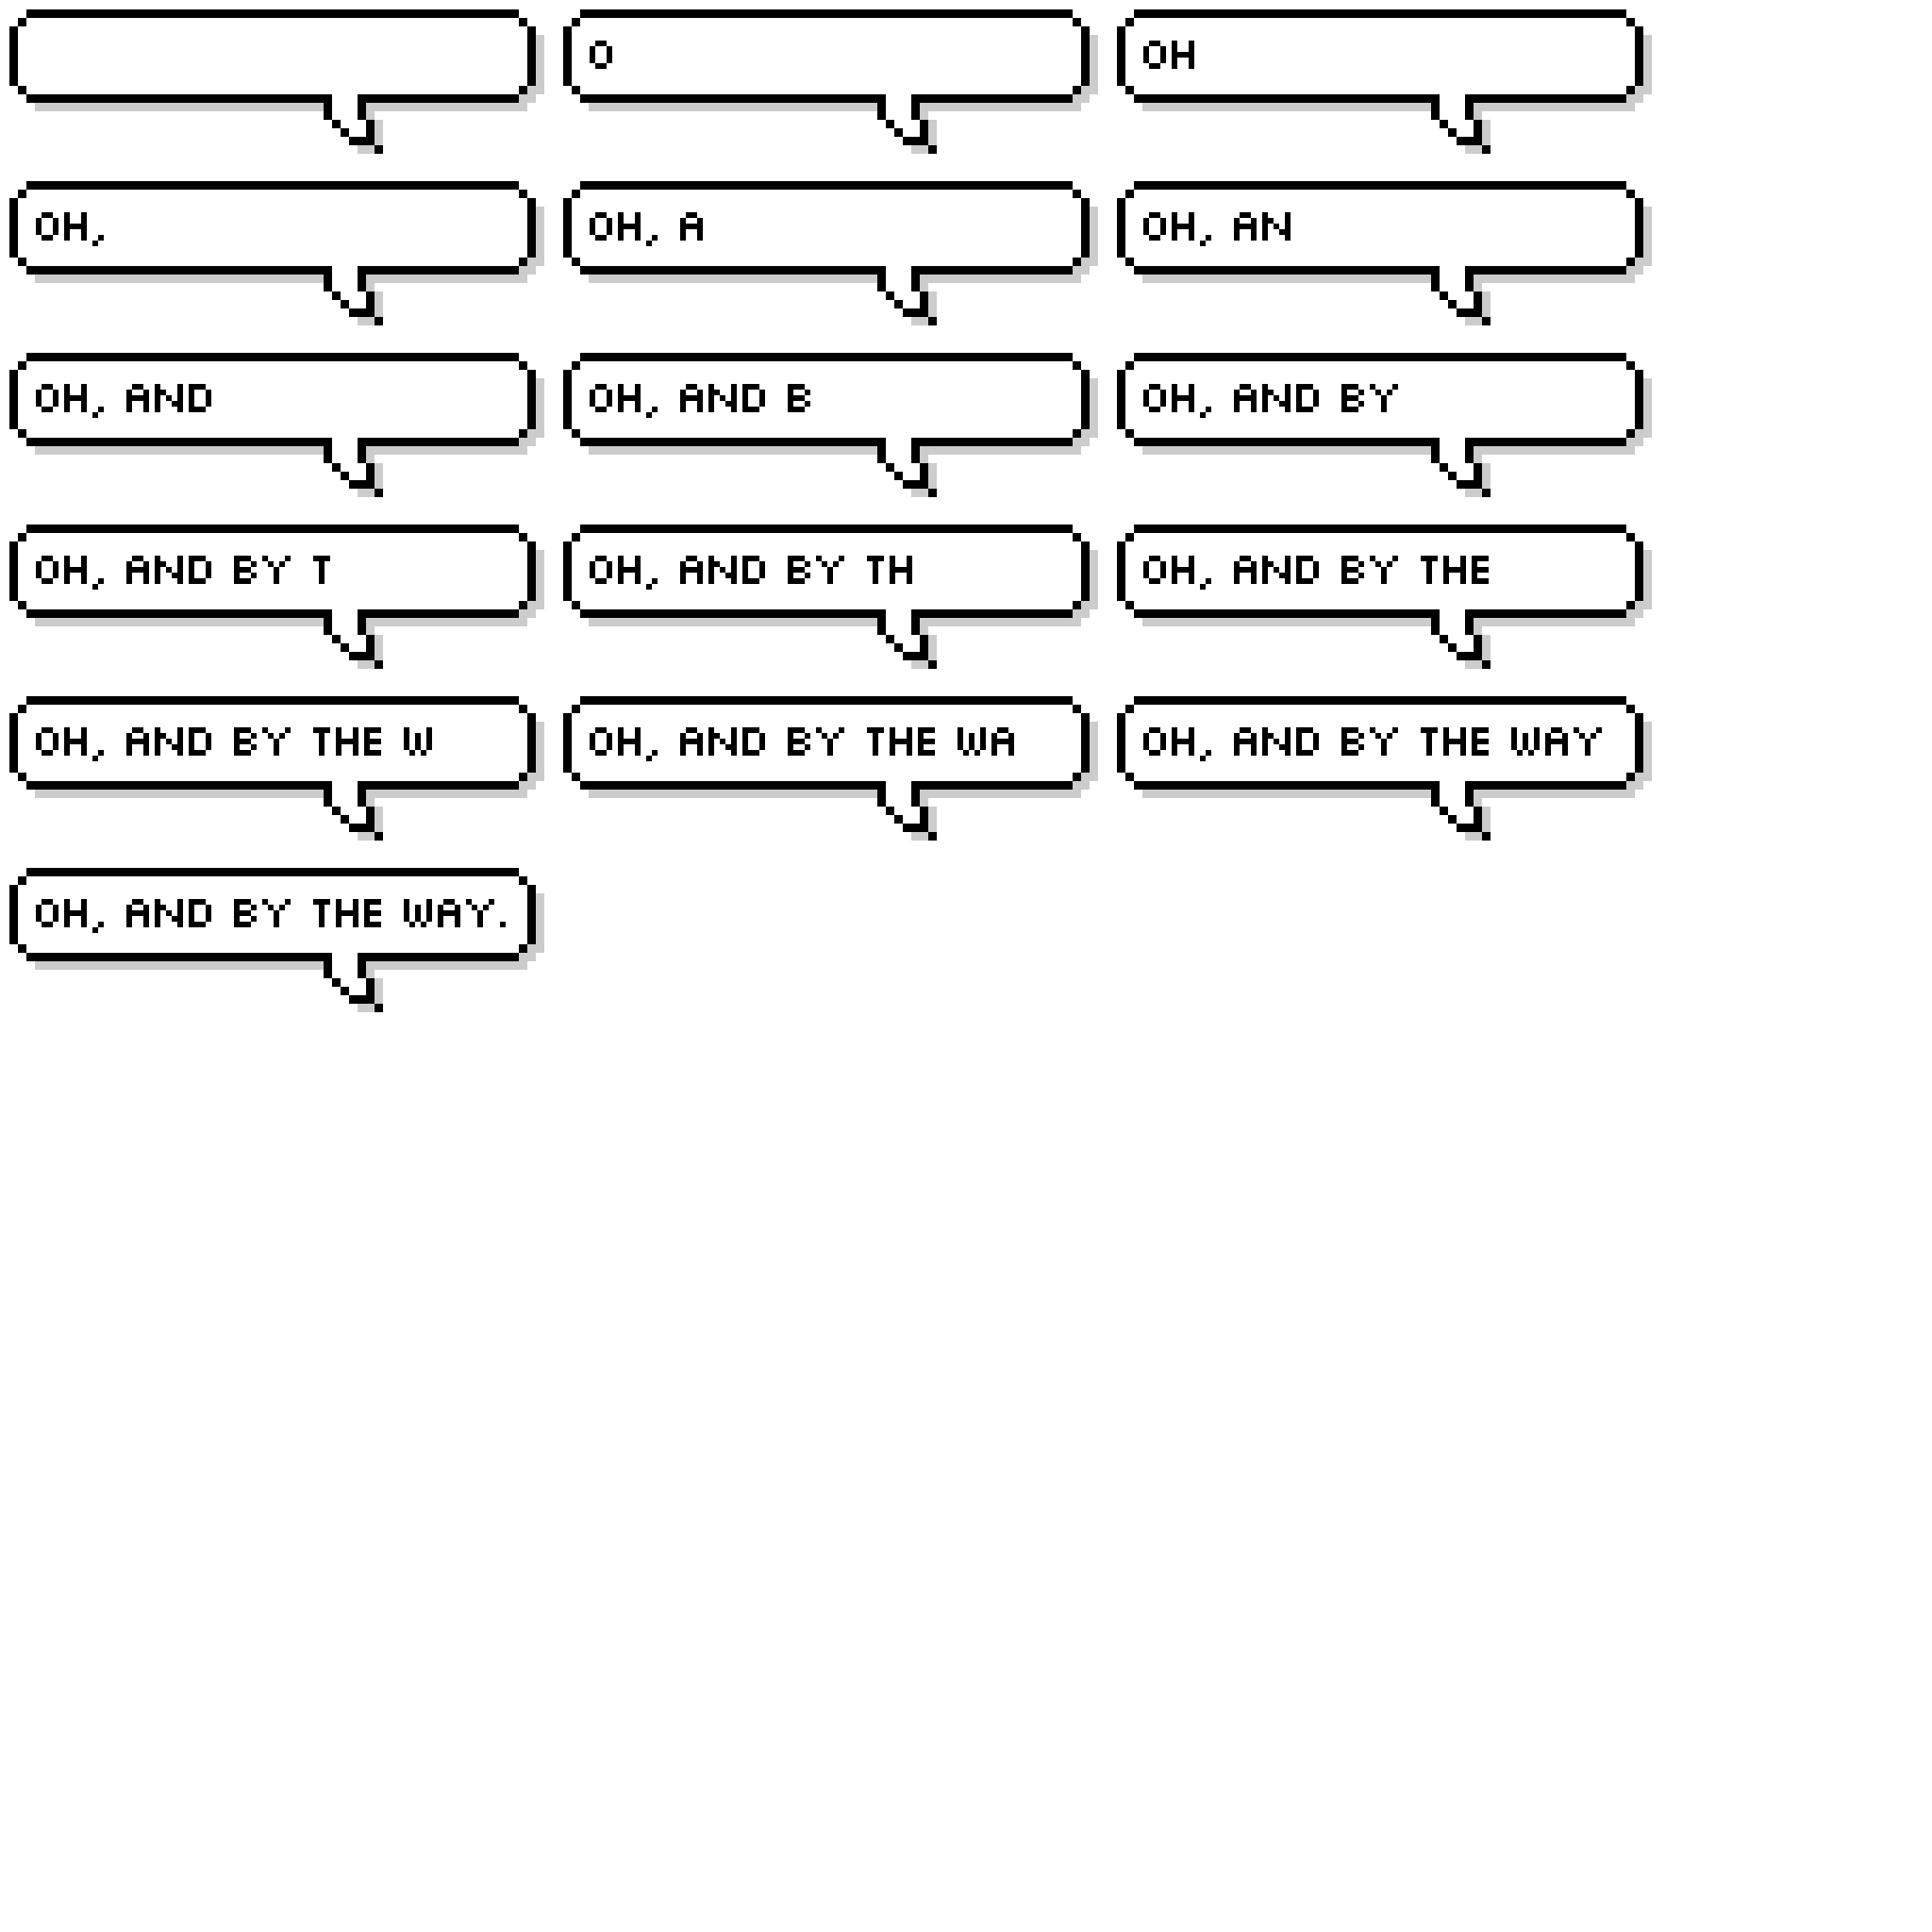 O
OH
OH,
OH, A
OH, AN
OH, AND
OH, AND B
OH, AND BY
OH, AND BY T
OH, AND BY TH
OH, AND BY THE
OH, AND BY THE W
OH, AND BY THE WA
OH, AND BY THE WAY
OH, AND BY THE WAY.